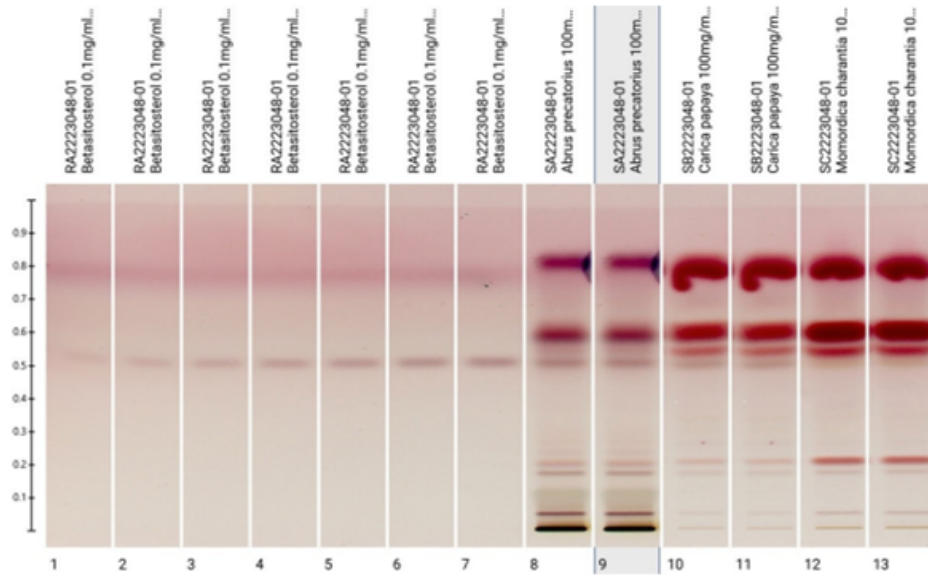 RA2223048-01
Betasitosterol 0.1mg/ml...
RA2223048-01
Betasitosterol 0.1mg/ml...
RA2223048-01
Betasitosterol 0.1mg/ml...
RA2223048-01
Betasitosterol 0.1mg/ml...
RA2223048-01
Betasitosterol 0.1mg/ml...
RA2223048-01
Betasitosterol 0.1mg/ml...
RA2223048-01
Betasitosterol 0.1mg/ml...
SA2223048-01
Abrus precatorius 100m...
SA2223048-01
Abrus precatorius 100m...
SB2223048-01
Carica papaya 100mg/m...
SB2223048-01
Carica papaya 100mg/m...
SC2223048-01
Momordica charantia 10...
SC2223048-01
Momordica charantia 10...
0.9
0.8
0.7
0.6
0.5
0.4
0.3
0.2
0.1
1 2 3 4 5 6 7 8 9 10 11 12 13